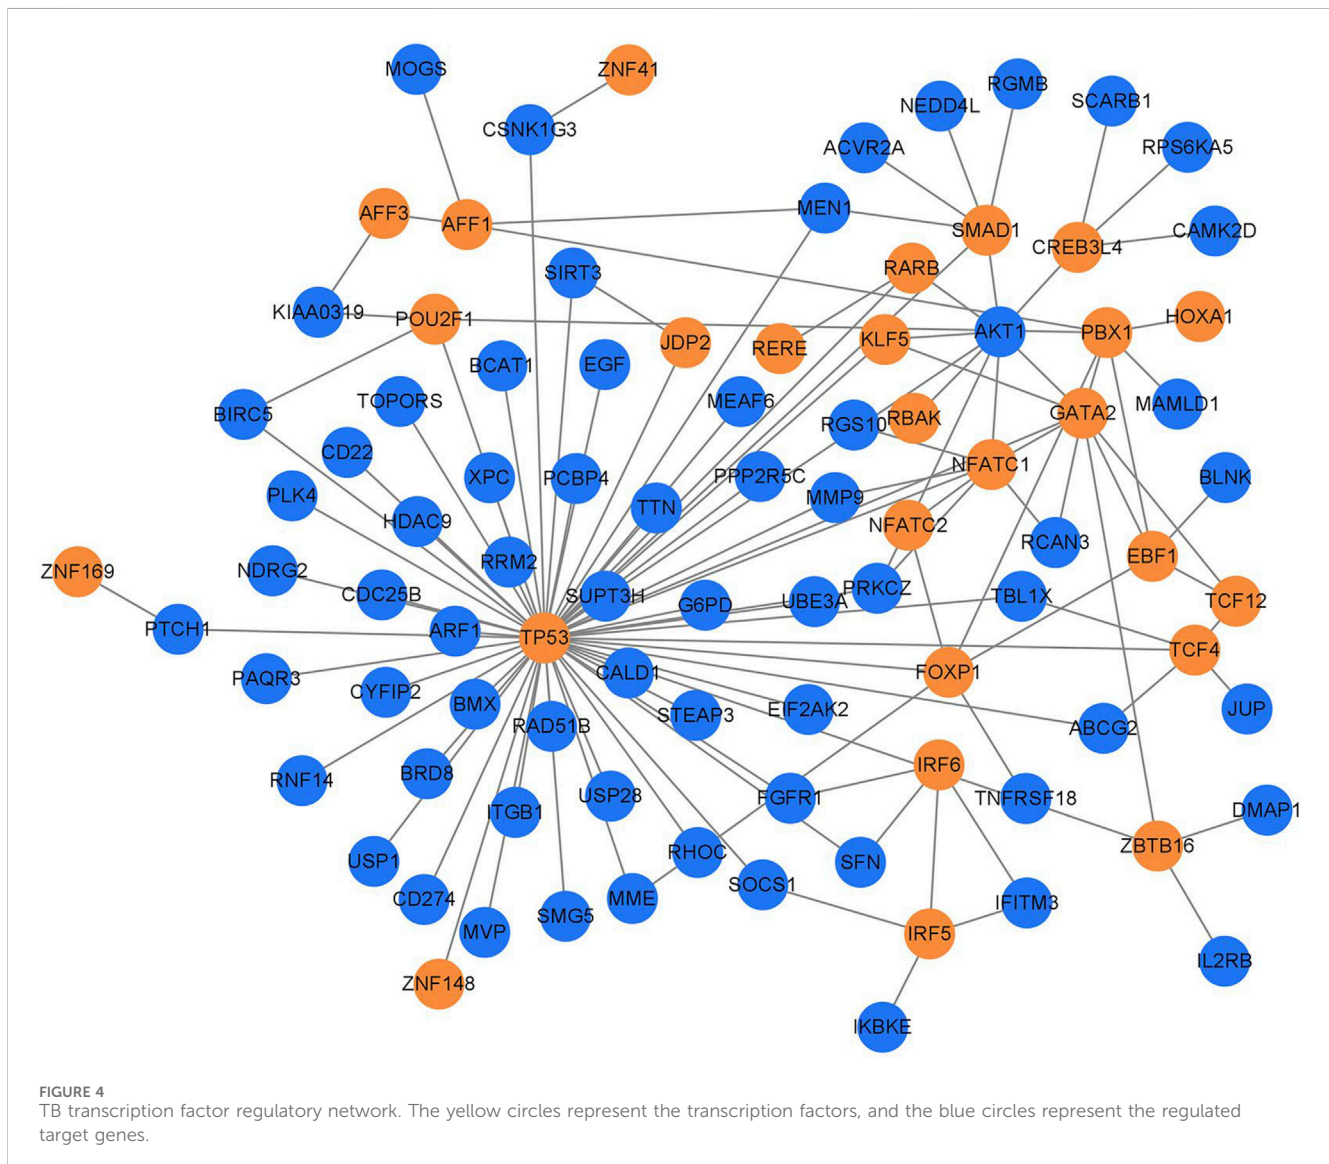 MOGS
ZNF41
CSNK1G3
NEDD4L
RGMB
SCARB1
ACVR2A
RPS6KA5
AFF3
AFF1
MEN1
SMAD1
CREB3L4
CAMK2D
SIRT3
RARB
KIAA0319
POU2F1
JDP2
RERE
KLF5
AKT1
PBX1
HOXA1
BCAT1
EGF
TOPORS
MEAF6
BIRC5
RGS10
RBAK
GATA2
MAMLD1
CD22
XPC
PCBP4
PPP2R5C
NFATC1
BLNK
PLK4
HDAC9
TTN
MMP9
NFATC2
RCAN3
EBF1
ZNF169
NDRG2
RRM2
CDC25B
SUPT3H
G6PD
UBE3A
PRKCZ
TBL1X
TCF12
PTCH1
ARF1
TP53
TCF4
PAQR3
CYFIP2
CALD1
FOXP1
BMX
RAD51B
STEAP3
EIF2AK2
ABCG2
JUP
RNF14
BRD8
IRF6
ITGB1
USP28
FGFR1
TNFRSF18
DMAP1
USP1
RHOC
SFN
ZBTB16
CD274
MME
SOCS1
IFITM3
MVP
SMG5
IRF5
ZNF148
IL2RB
IKBKE
FIGURE 4
TB transcription factor regulatory network. The yellow circles represent the transcription factors, and the blue circles represent the regulated
target genes.